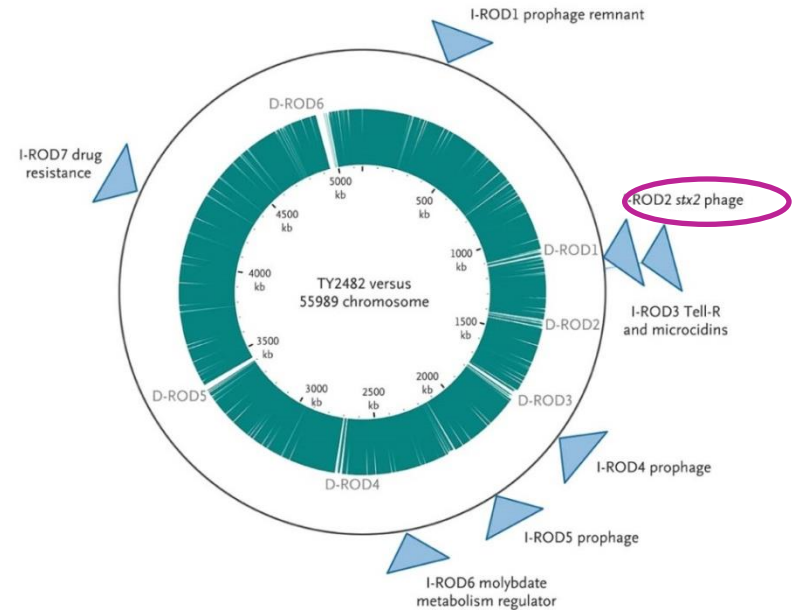 I-ROD1 prophage remnant
D-ROD6
I-ROD7 drug
resistance
5000
kb
500
kb
4500
kb
-ROD2 stx2 phage
1000
kb
D-ROD1
4000
kb
TY2482 versus
55989 chromosome
I-ROD3 Tell-R
and microcidins
1500
kb
D-ROD2
3500
kb
2000
kb
3000
kb
2500
kb
D-ROD5
D-ROD3
I-ROD4 prophage
D-ROD4
I-ROD5 prophage
I-ROD6 molybdate
metabolism regulator